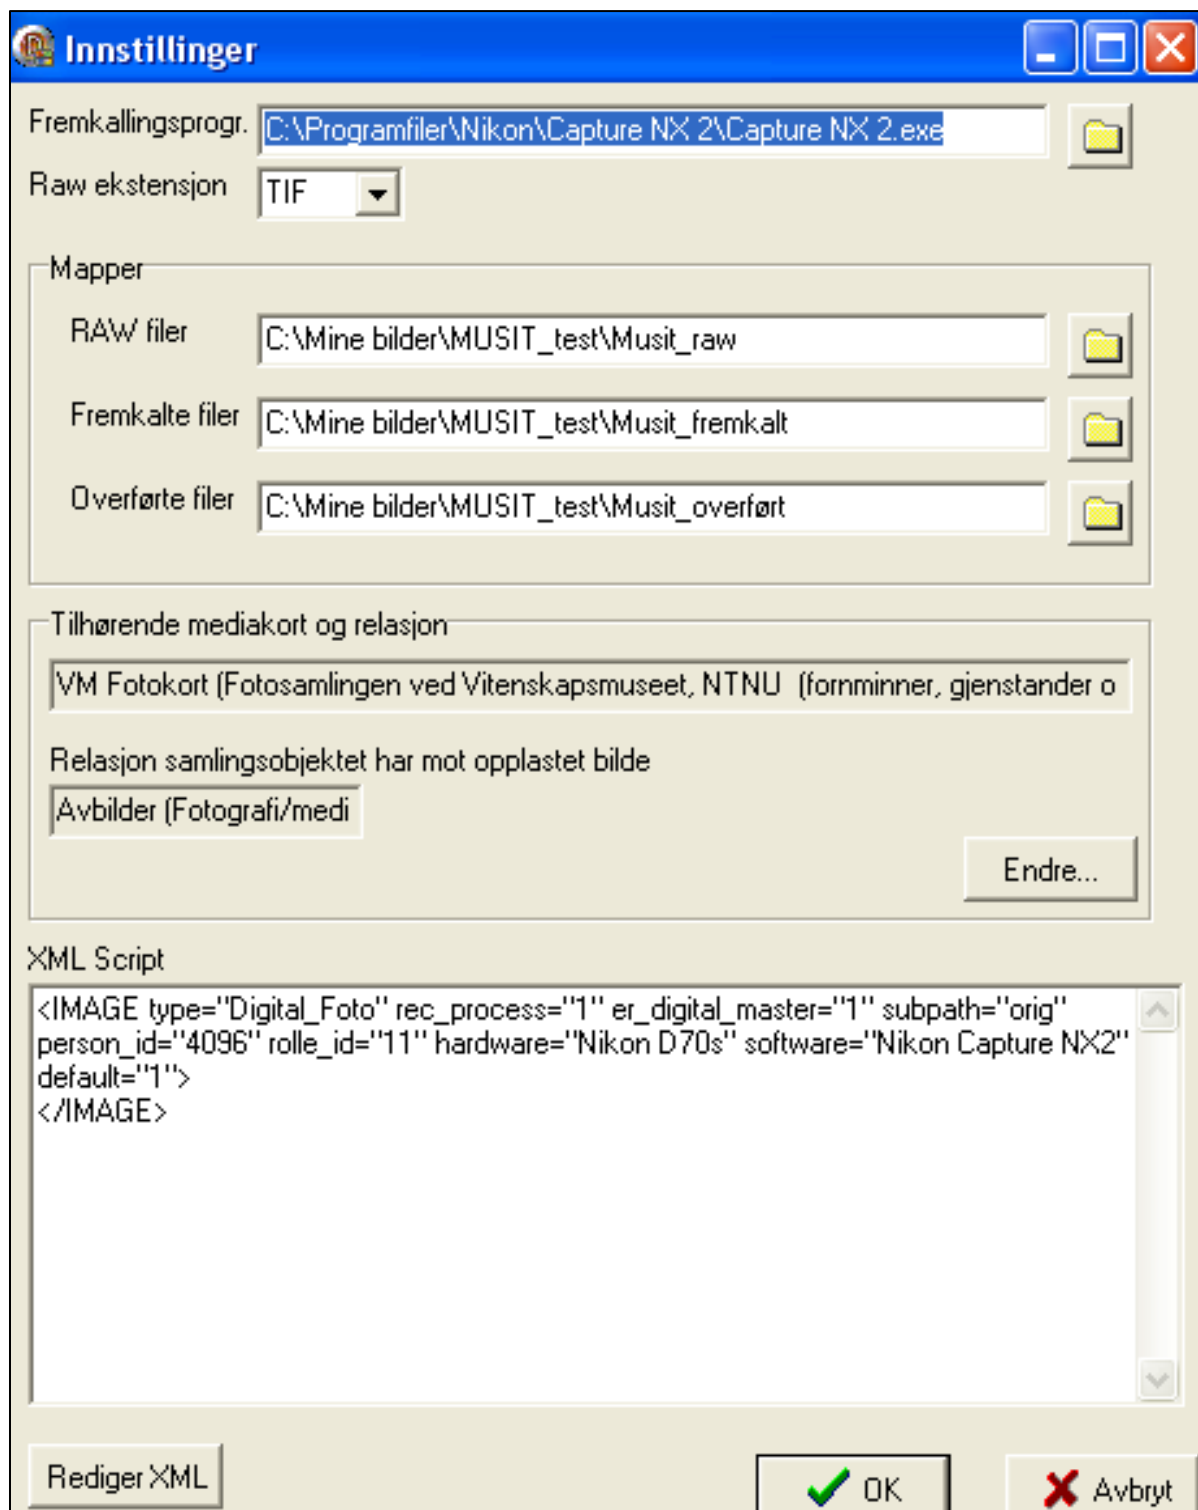 Innstillinger
Fremkallingsprogr. C:\Programfiler\Nikon\Capture NX 2\Capture NX 2.exe
Raw ekstensjon TIF
Mapper
RAW filer C:\Mine bilder\MUSIT_test\Musit_raw
Fremkalte filer C:\Mine bilder\MUSIT_test\Musit_fremkalt
Overførte filer C:\Mine bilder\MUSIT_test\Musit_overført
Tilhørende mediakort og relasjon
VM Fotokort (Fotosamlingen ved Vitenskapsmuseet, NTNU  (fornminner, gjenstander o
Relasjon samlingsobjektet har mot opplastet bilde
Avbilder (Fotografi/medi
Endre...
XML Script
<IMAGE type="Digital_Foto" rec_process="1" er_digital_master="1" subpath="orig"
person_id="4096" rolle_id="11" hardware="Nikon D70s" software="Nikon Capture NX2"
default="1">
</IMAGE>
Rediger XML OK Avbryt